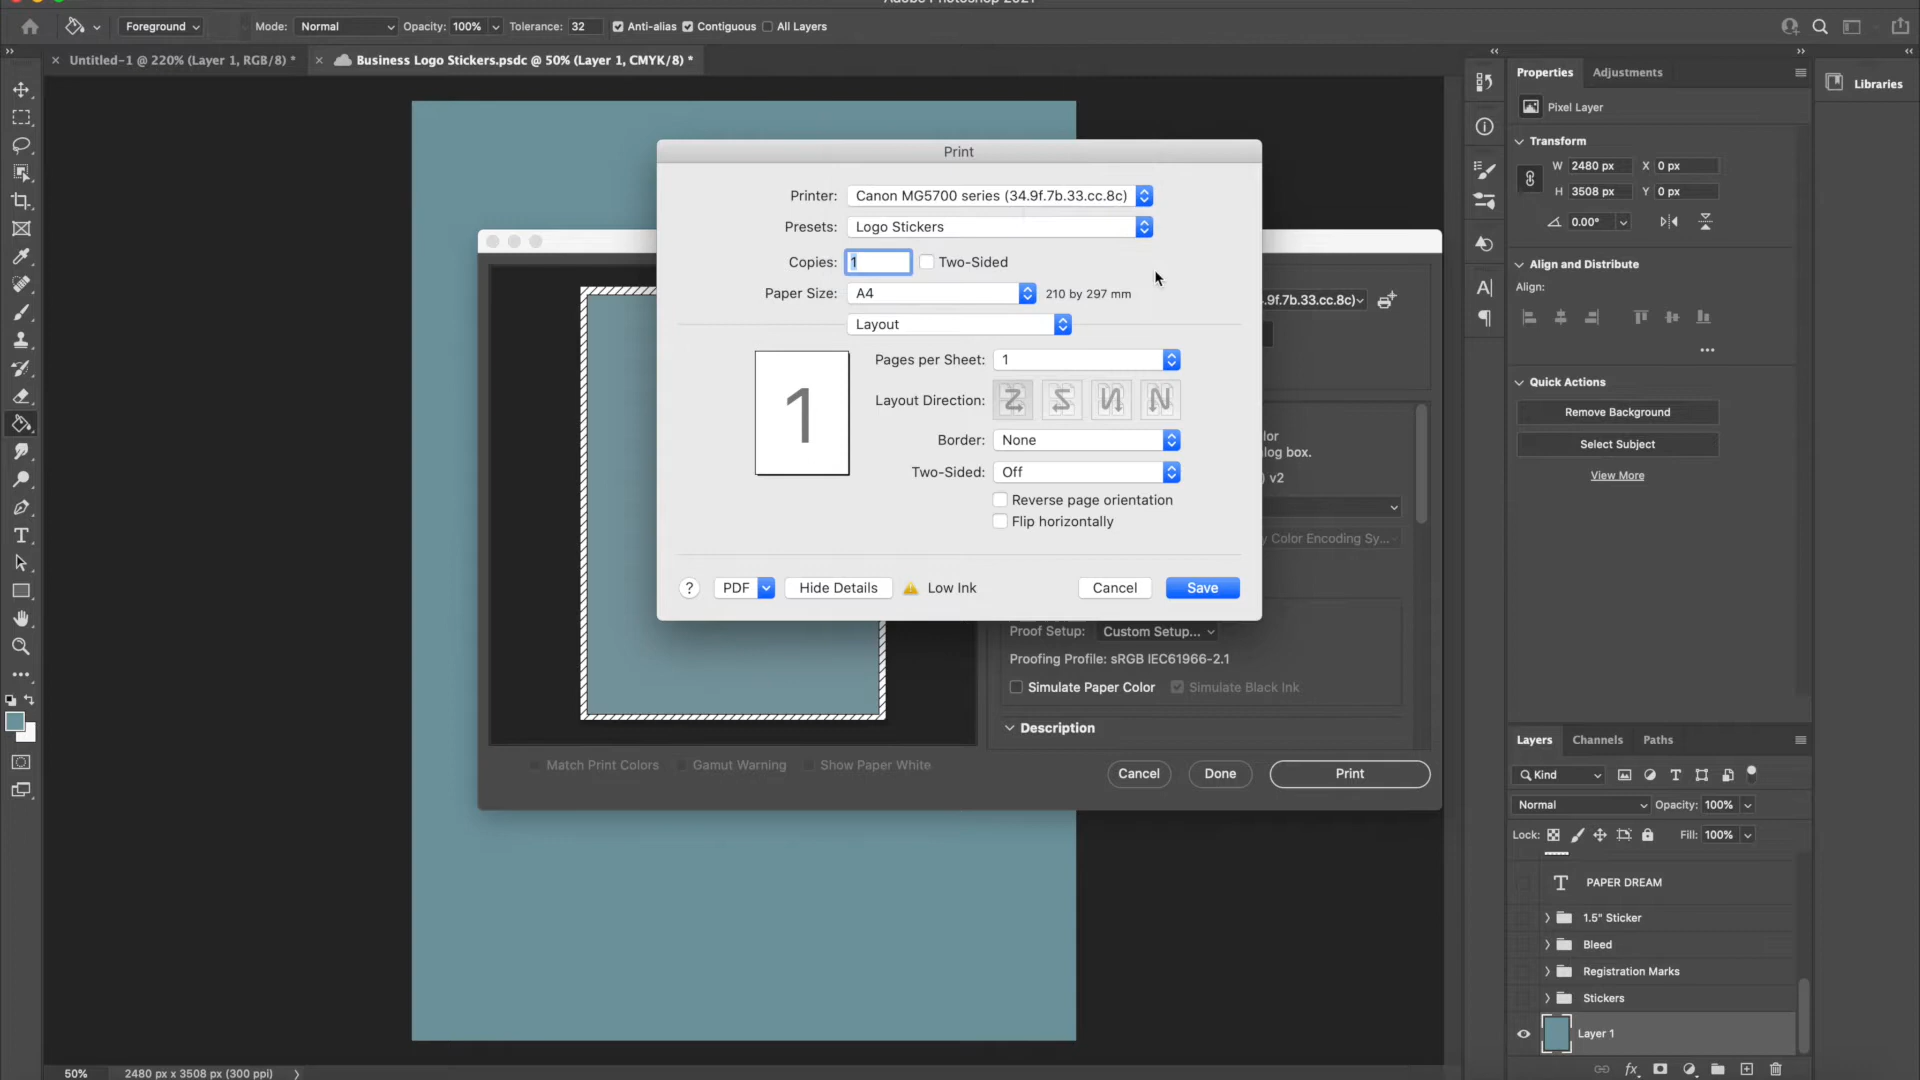 Foreground
Mode: Normal
Opacity: 100%
Tolerance: 32
Anti-alias
Contiguous
All Layers
Untitled-1 @ 220% (Layer 1, RGB/8) *
Business Logo Stickers.psdc @ 50% (Layer 1, CMYK/8) *
Print
Printer: Canon MG5700 series (34.9f.7b.33.cc.8c)
Presets: Logo Stickers
Copies: 1
Two-Sided
Paper Size: A4
210 by 297 mm
Layout
1
Pages per Sheet: 1
Layout Direction:
Border: None
Two-Sided: Off
Reverse page orientation
Flip horizontally
? PDF Hide Details Low Ink Cancel Save
.9f.7b.33.cc.8c)
lor
log box.
) v2
y Color Encoding Sy...
Proof Setup: Custom Setup...
Proofing Profile: sRGB IEC61966-2.1
Simulate Paper Color
Simulate Black Ink
Description
Match Print Colors
Gamut Warning
Show Paper White
Cancel
Done
Print
Properties
Adjustments
Libraries
Pixel Layer
Transform
W 2480 px X 0 px
H 3508 px Y 0 px
0.00°
Align and Distribute
Align:
Quick Actions
Remove Background
Select Subject
View More
Layers
Channels
Paths
Kind
Normal
Opacity: 100%
Lock:
Fill: 100%
PAPER DREAM
1.5" Sticker
Bleed
Registration Marks
Stickers
Layer 1
50%
2480 px x 3508 px (300 ppi)